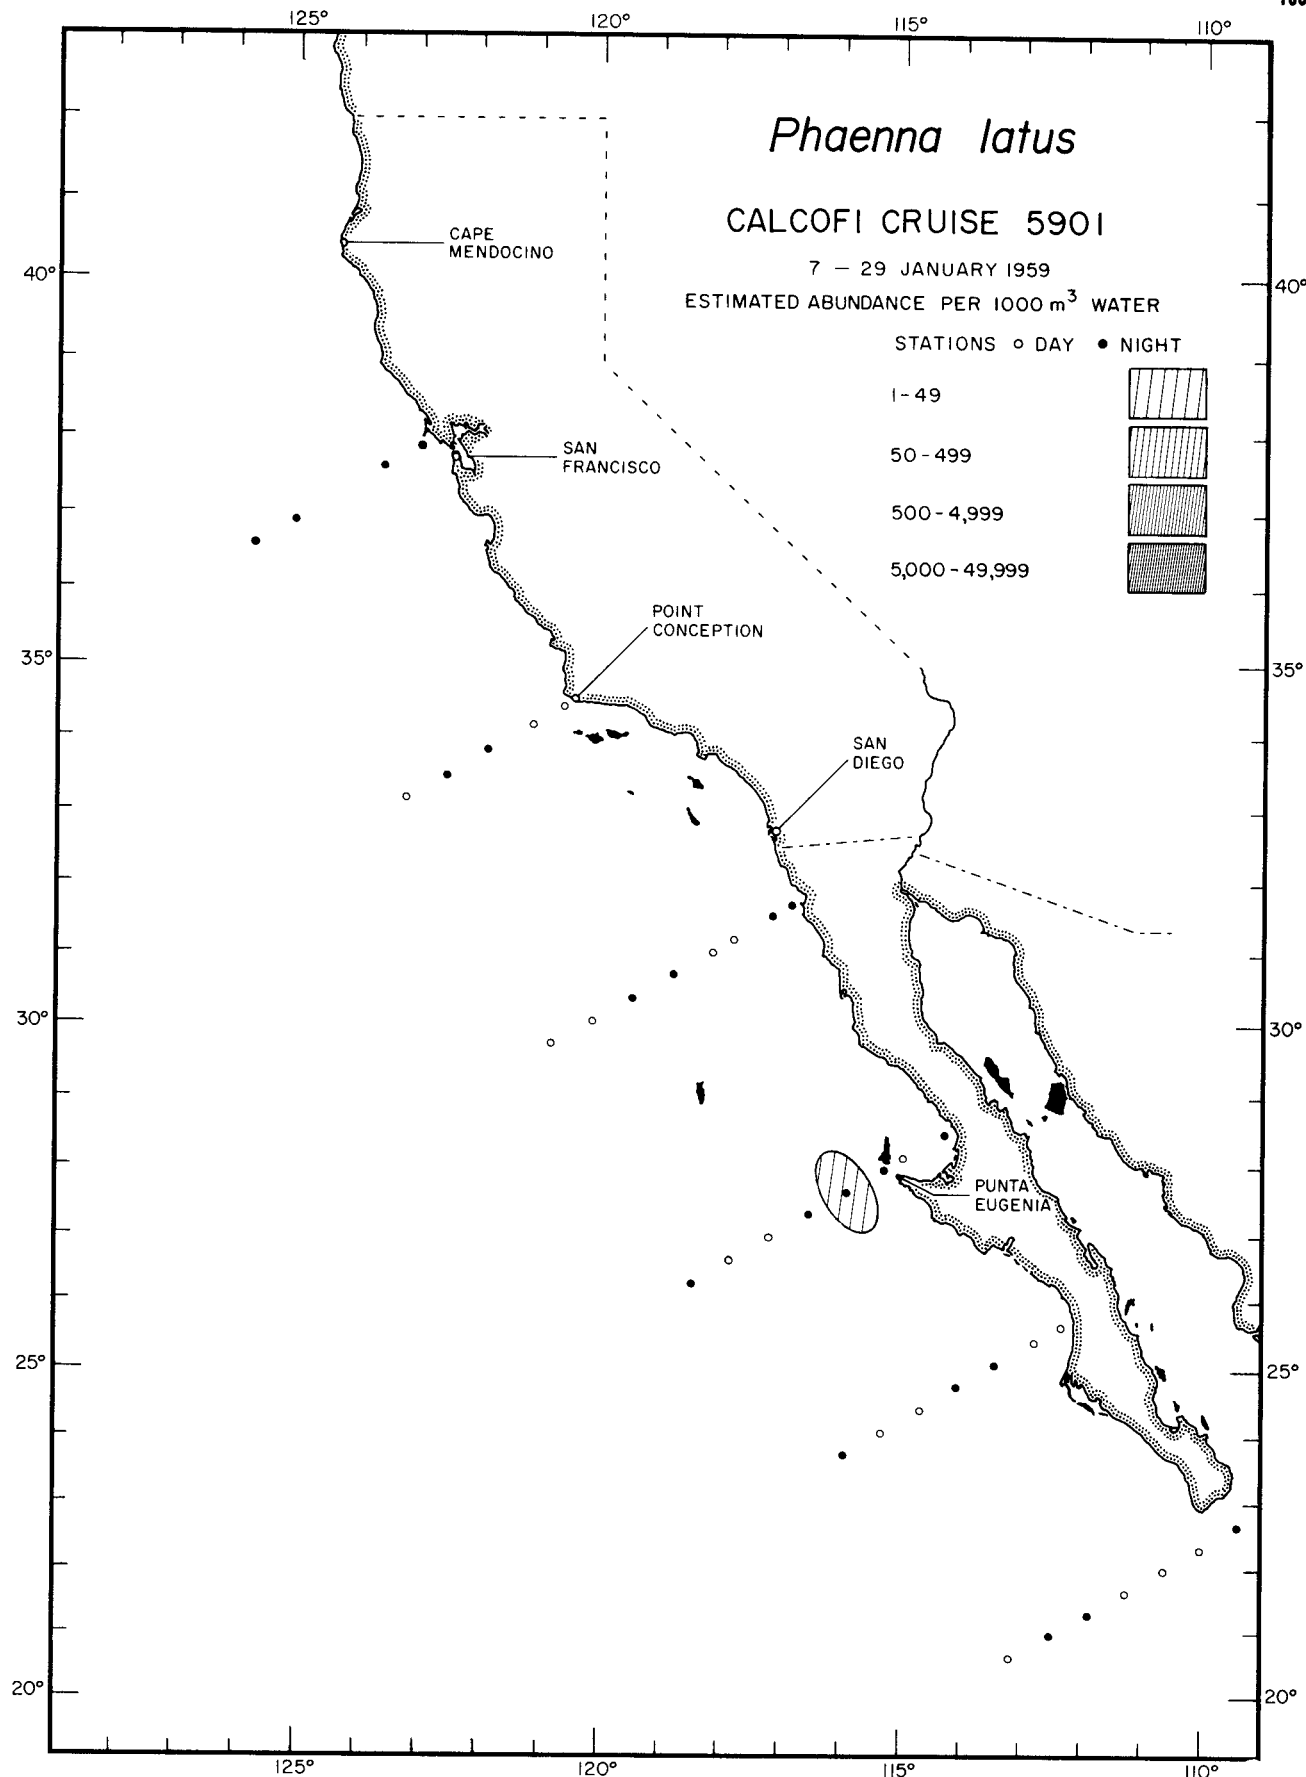 125° 120° 115° 110°
Phaenna latus
CALCOFI CRUISE 5901
7 – 29 JANUARY 1959
ESTIMATED ABUNDANCE PER 1000 m³ WATER
STATIONS ○ DAY ● NIGHT
1-49
50-499
500-4,999
5,000-49,999
CAPE
MENDOCINO
40° 40°
SAN
FRANCISCO
POINT
CONCEPTION
35° 35°
SAN
DIEGO
30° 30°
PUNTA
EUGENIA
25° 25°
20° 20°
125° 120° 115° 110°